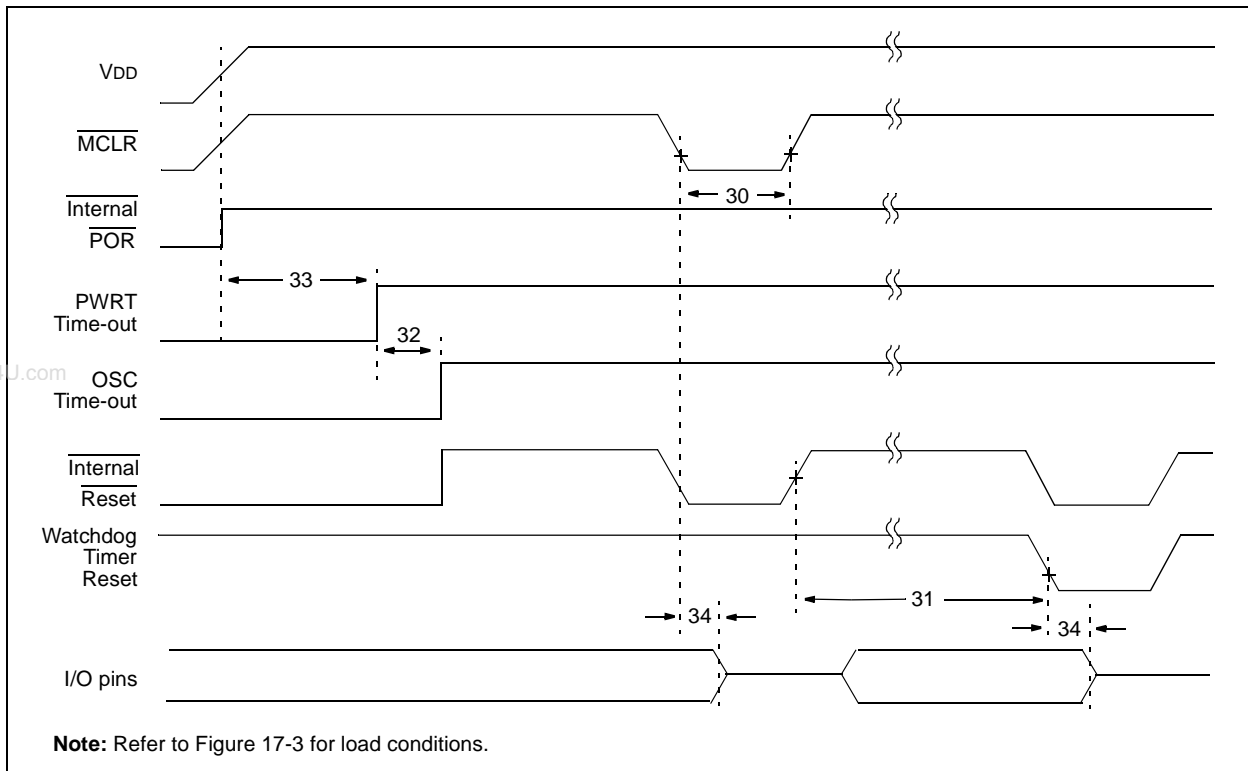 VDD
MCLR
30
Internal
POR
33
PWRT
Time-out
32
U.com
OSC
Time-out
Internal
Reset
Watchdog
Timer
Reset
31
34
34
I/O pins
Note: Refer to Figure 17-3 for load conditions.